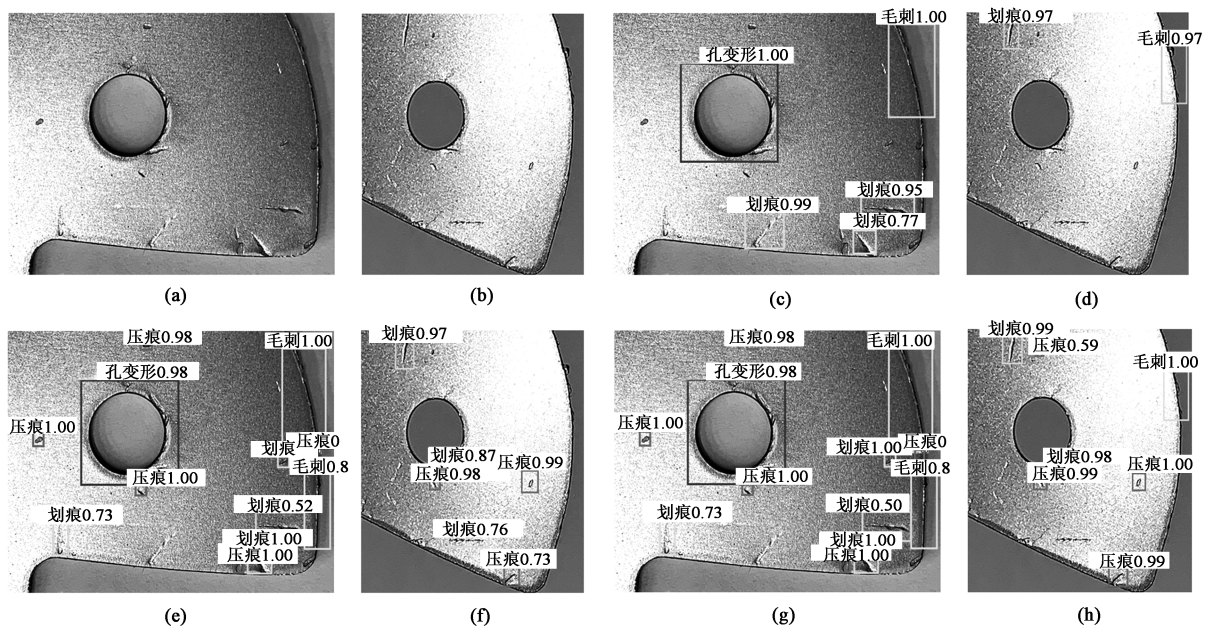 毛刺1.00
划痕0.97
毛刺0.97
孔变形1.00
划痕0.95
划痕0.99
划痕0.77
(a)
(b)
(c)
(d)
压痕0.98
毛刺1.00
孔变形0.98
压痕1.00
划痕
压痕0
毛刺0.8
压痕1.00
划痕0.52
划痕0.73
划痕1.00
压痕1.00
划痕0.97
划痕0.87
压痕0.98
压痕0.99
划痕0.76
压痕0.73
压痕0.98
毛刺1.00
孔变形0.98
压痕1.00
划痕1.00
压痕0
毛刺0.8
压痕1.00
划痕0.50
划痕0.73
划痕1.00
压痕1.00
划痕0.99
压痕0.59
毛刺1.00
划痕0.98
压痕0.99
压痕1.00
压痕0.99
(e)
(f)
(g)
(h)